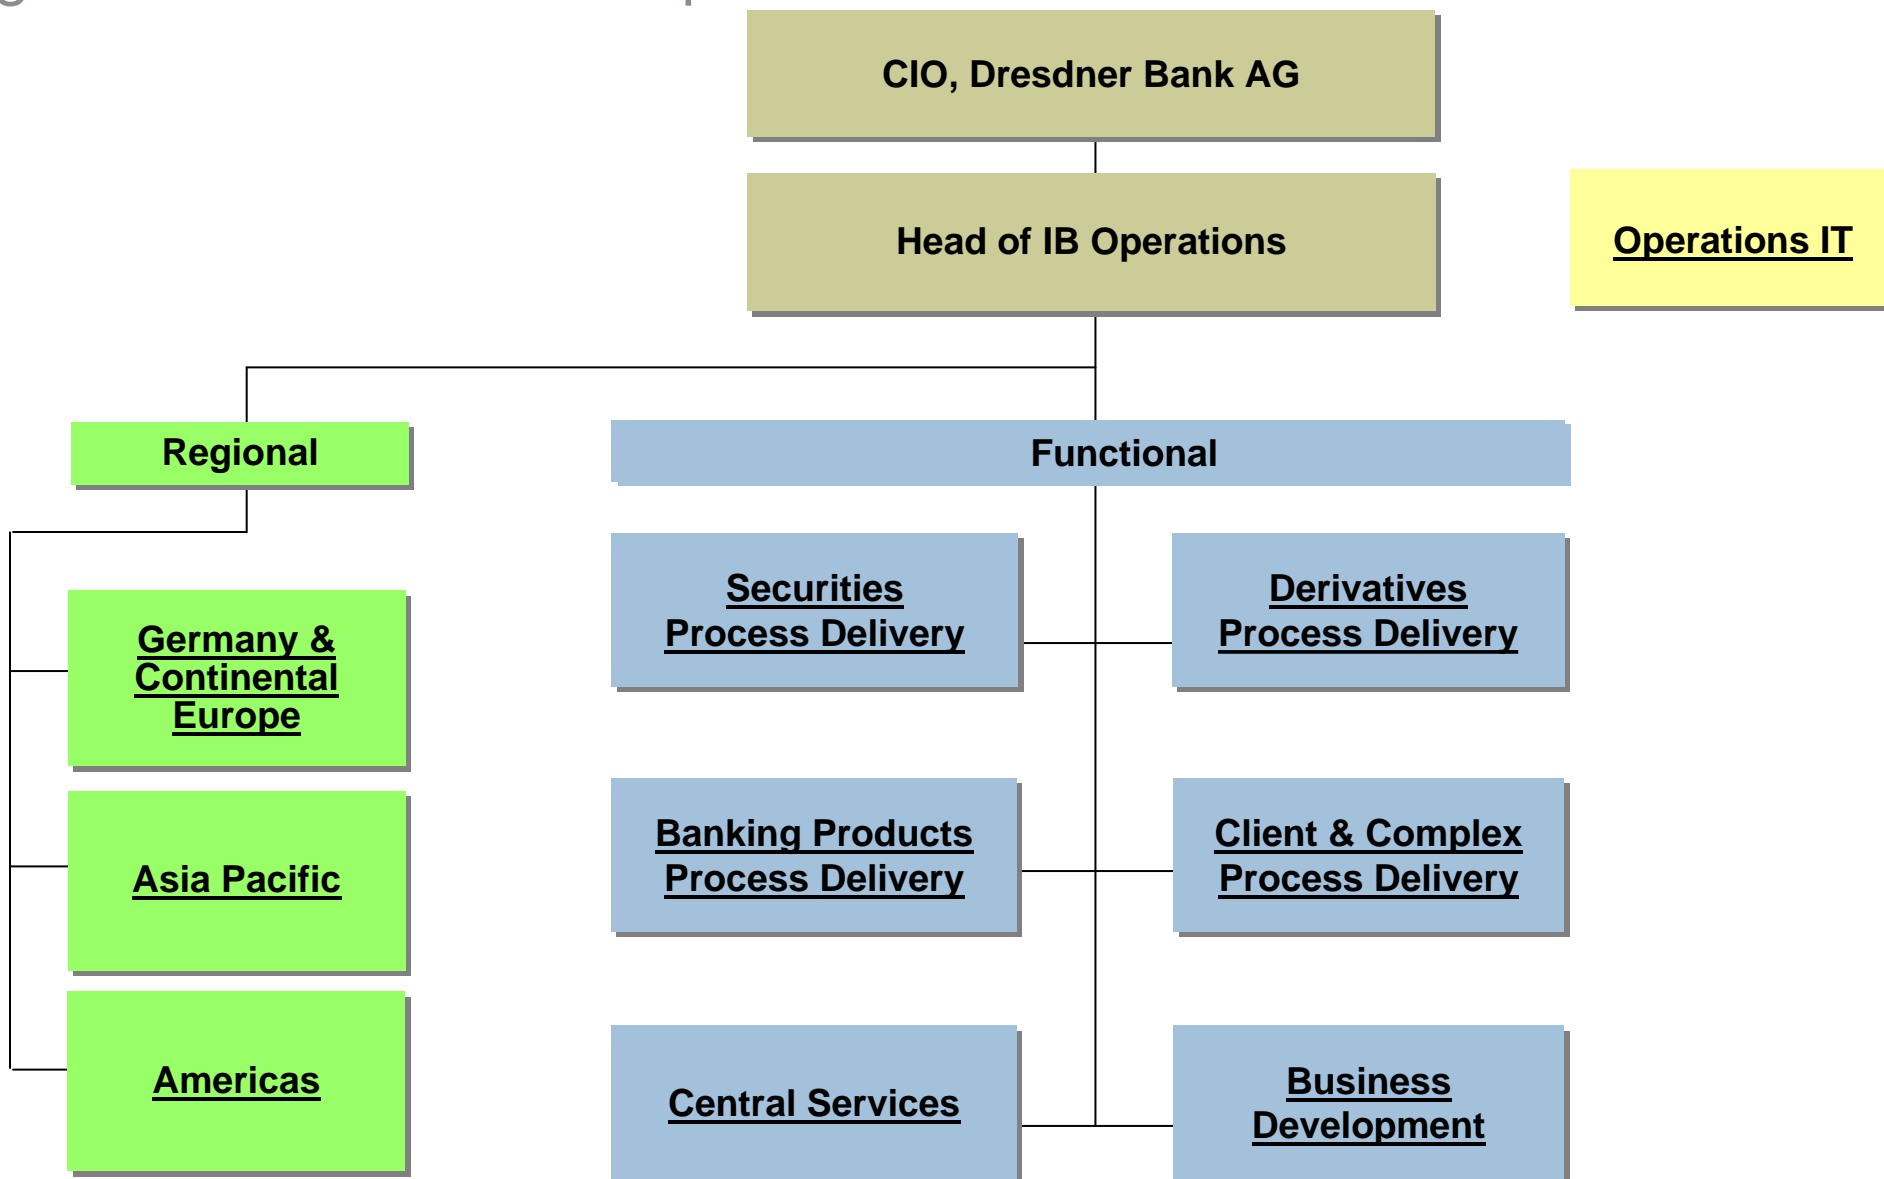 CIO, Dresdner Bank AG
Head of IB Operations
Operations IT
Regional
Functional
Securities
Process Delivery
Derivatives
Process Delivery
Germany &
Continental
Europe
Banking Products
Process Delivery
Client & Complex
Process Delivery
Asia Pacific
Americas
Central Services
Business
Development